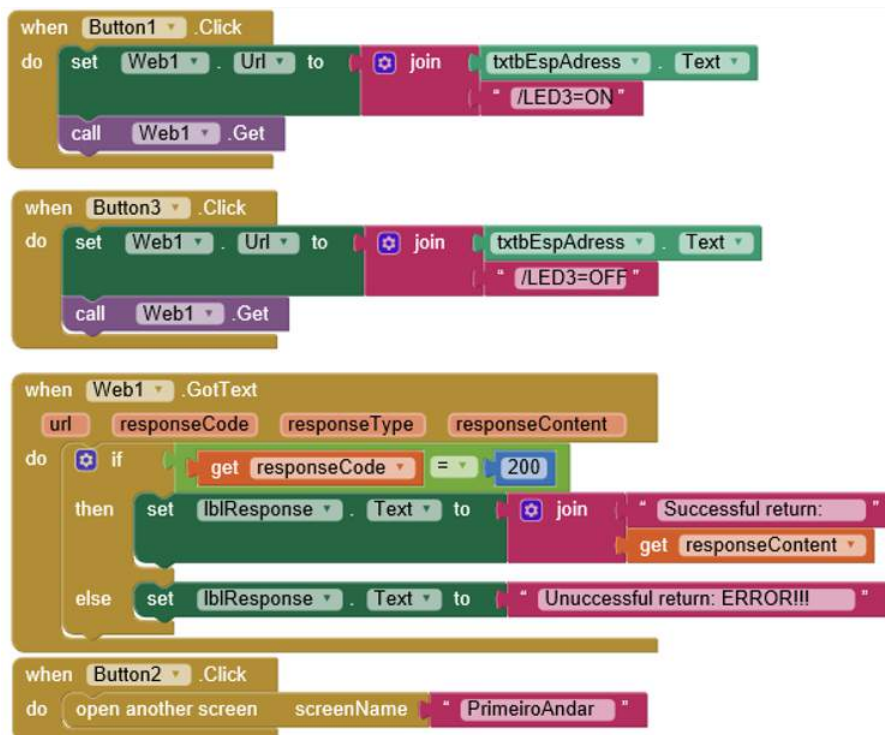 when Button1 .Click
do set Web1 . Url to join txtbEspAdress . Text
" /LED3=ON "
call Web1 .Get
when Button3 .Click
do set Web1 . Url to join txtbEspAdress . Text
" /LED3=OFF "
call Web1 .Get
when Web1 .GotText
url responseCode responseType responseContent
do if get responseCode = 200
then set lblResponse . Text to join " Successful return: "
get responseContent
else set lblResponse . Text to " Unuccessful return: ERROR!!! "
when Button2 .Click
do open another screen screenName " PrimeiroAndar "